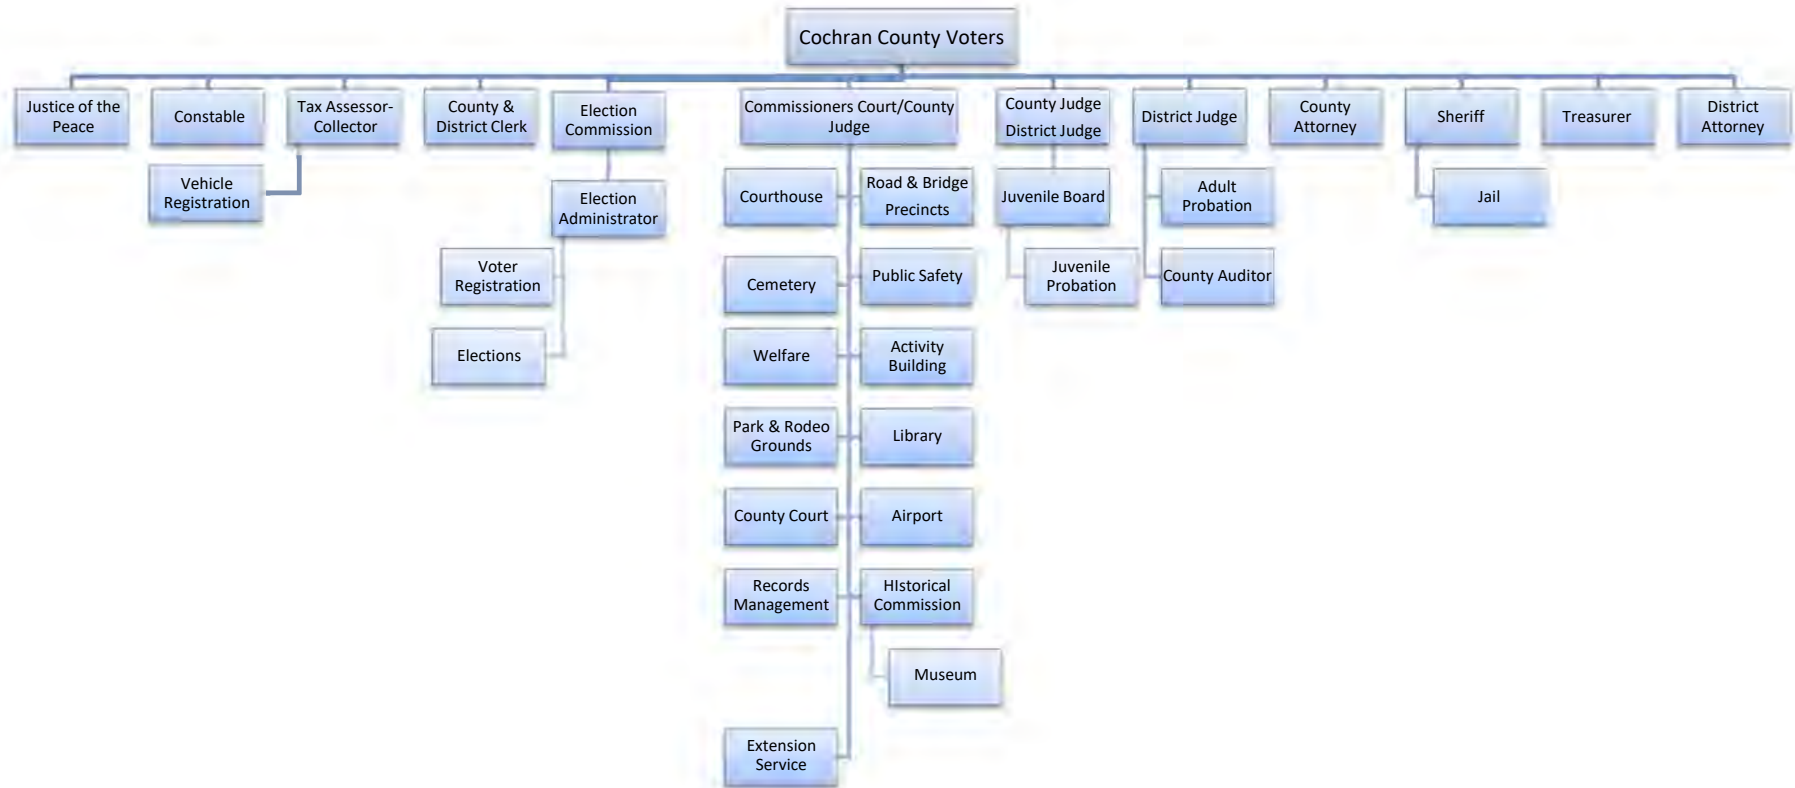 Cochran County Voters
Justice of the
Peace
Constable
Tax Assessor-
Collector
County &
District Clerk
Election
Commission
Commissioners Court/County
Judge
County Judge
District Judge
District Judge
County
Attorney
Sheriff
Treasurer
District
Attorney
Vehicle
Registration
Election
Administrator
Courthouse
Road & Bridge
Precincts
Juvenile Board
Adult
Probation
Jail
Voter
Registration
Cemetery
Public Safety
Juvenile
Probation
County Auditor
Elections
Welfare
Activity
Building
Park & Rodeo
Grounds
Library
County Court
Airport
Records
Management
HIstorical
Commission
Museum
Extension
Service